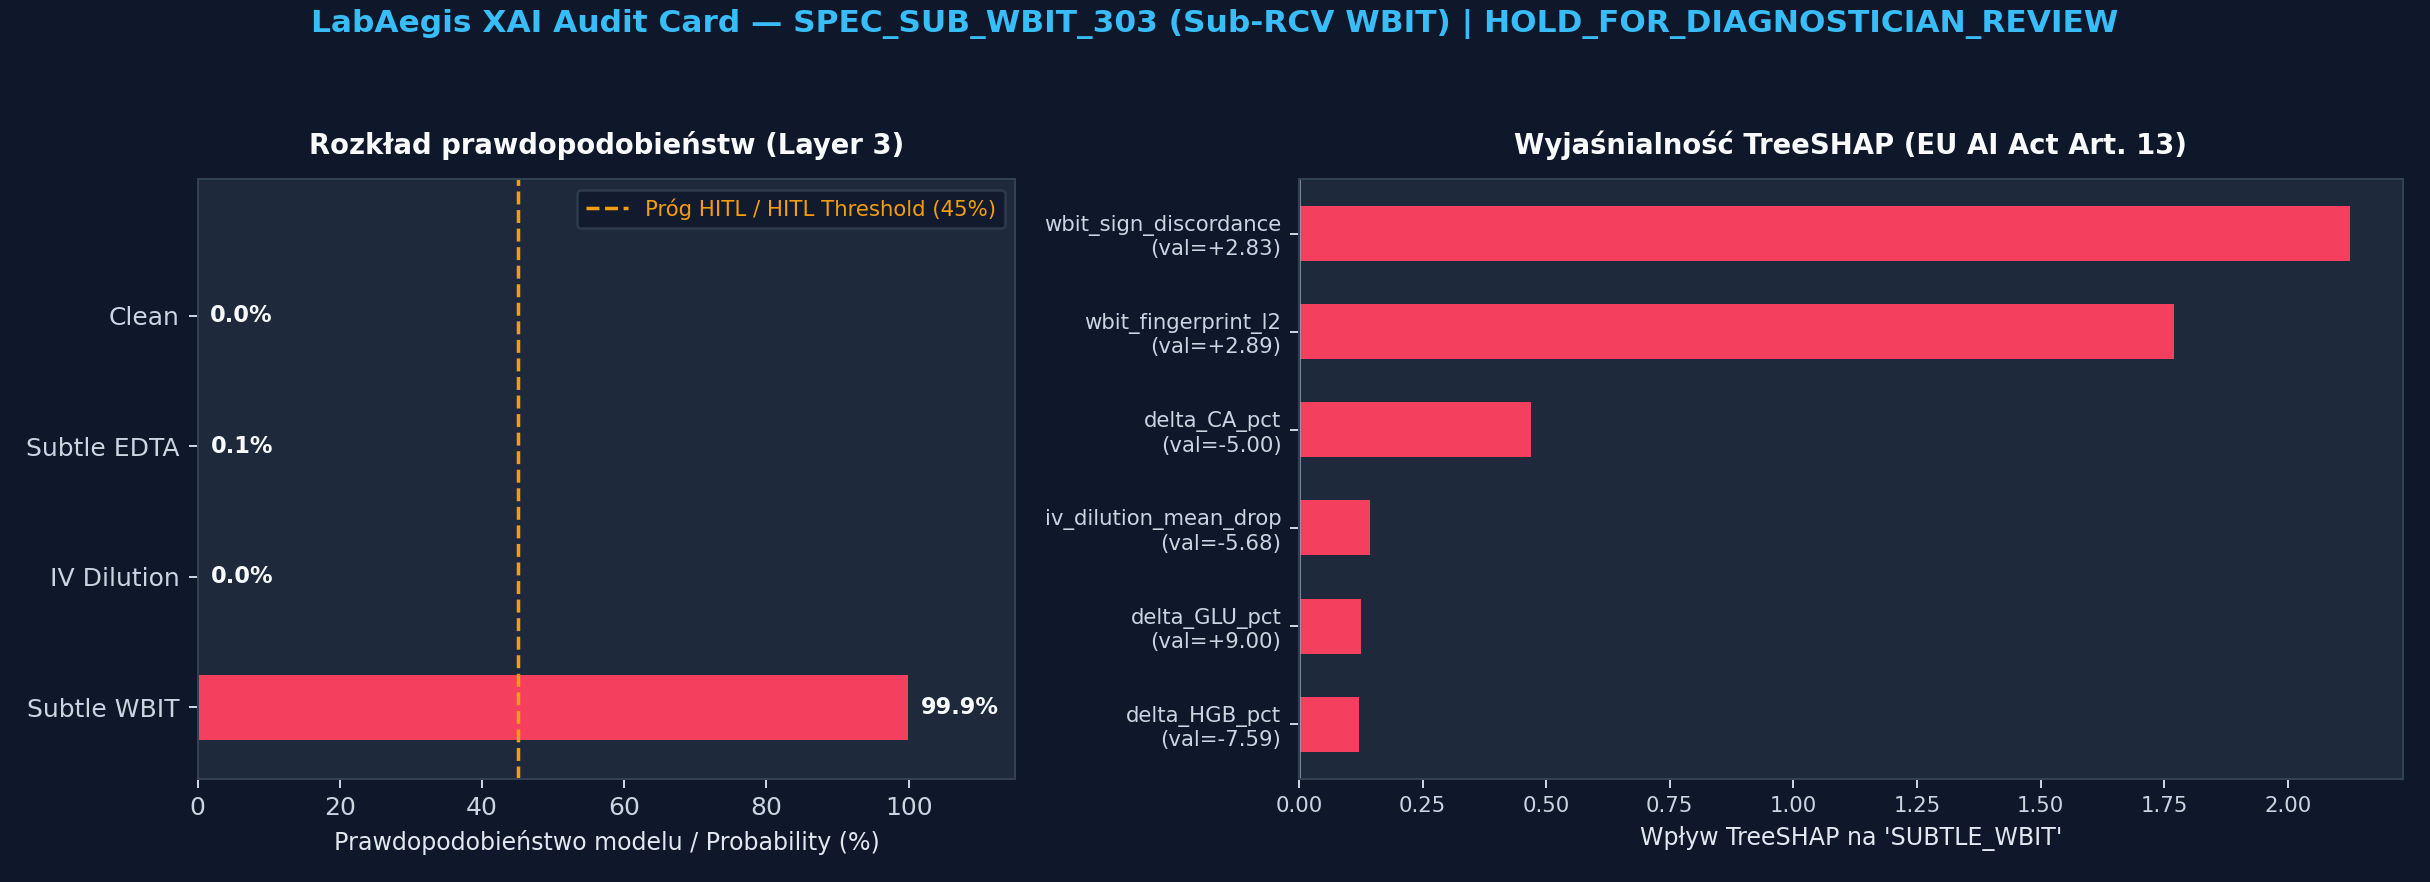 LabAegis XAI Audit Card — SPEC_SUB_WBIT_303 (Sub-RCV WBIT) | HOLD_FOR_DIAGNOSTICIAN_REVIEW
Rozkład prawdopodobieństw (Layer 3)
Próg HITL / HITL Threshold (45%)
Clean
0.0%
Subtle EDTA
0.1%
IV Dilution
0.0%
Subtle WBIT
99.9%
0 20 40 60 80 100
Prawdopodobieństwo modelu / Probability (%)
Wyjaśnialność TreeSHAP (EU AI Act Art. 13)
wbit_sign_discordance
(val=+2.83)
wbit_fingerprint_l2
(val=+2.89)
delta_CA_pct
(val=-5.00)
iv_dilution_mean_drop
(val=-5.68)
delta_GLU_pct
(val=+9.00)
delta_HGB_pct
(val=-7.59)
0.00 0.25 0.50 0.75 1.00 1.25 1.50 1.75 2.00
Wpływ TreeSHAP na 'SUBTLE_WBIT'